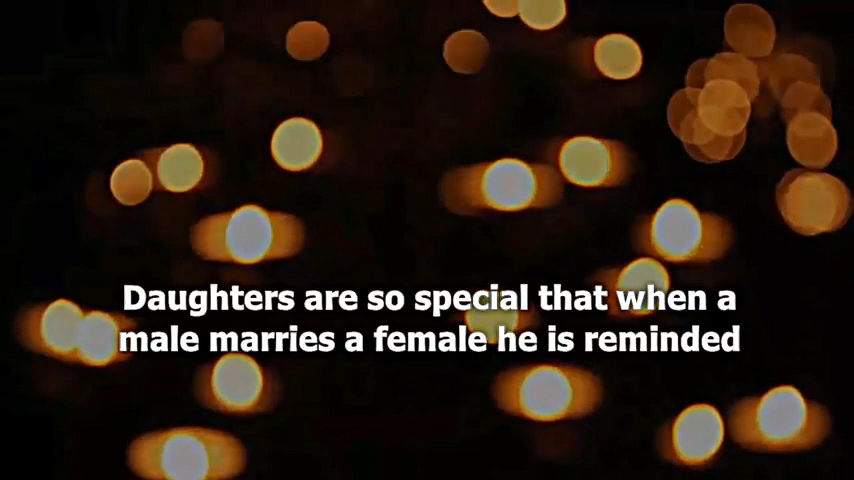 Daughters are so special that when a
male marries a female he is reminded